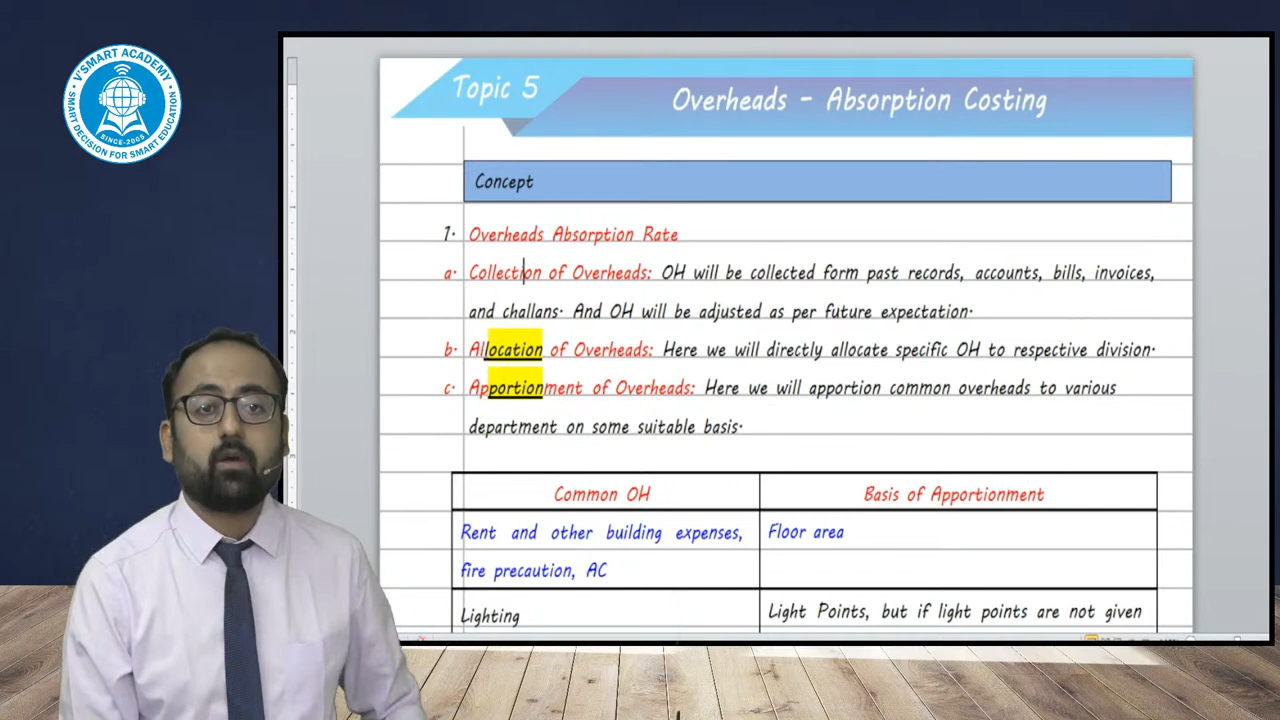 V'SMART ACADEMY
SINCE-2005
SMART DECISION FOR SMART EDUCATION
Topic 5
Overheads - Absorption Costing
Concept
1. Overheads Absorption Rate
a. Collection of Overheads: OH will be collected form past records, accounts, bills, invoices,
and challans. And OH will be adjusted as per future expectation.
b. Allocation of Overheads: Here we will directly allocate specific OH to respective division.
c. Apportionment of Overheads: Here we will apportion common overheads to various
department on some suitable basis.
Common OH Basis of Apportionment
Rent and other building expenses, Floor area
fire precaution, AC
Lighting Light Points, but if light points are not given